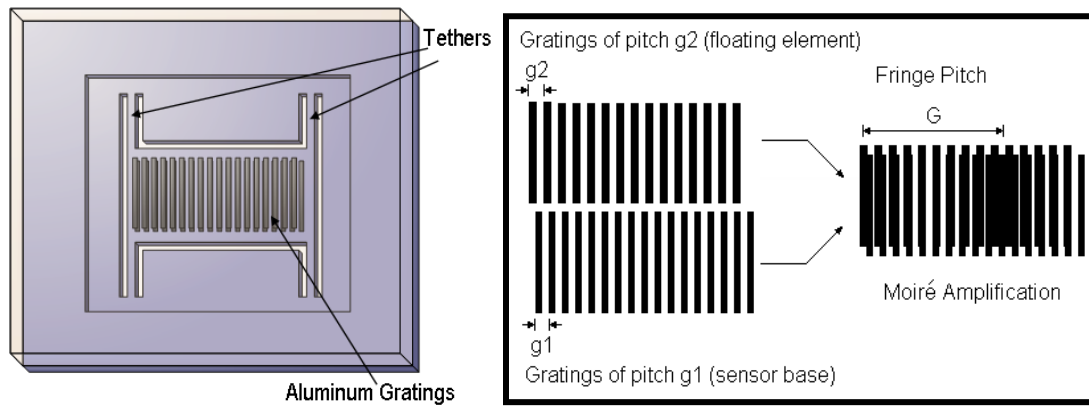 Tethers
Aluminum Gratings
Gratings of pitch g2 (floating element)
g2
Fringe Pitch
G
Moiré Amplification
g1
Gratings of pitch g1 (sensor base)